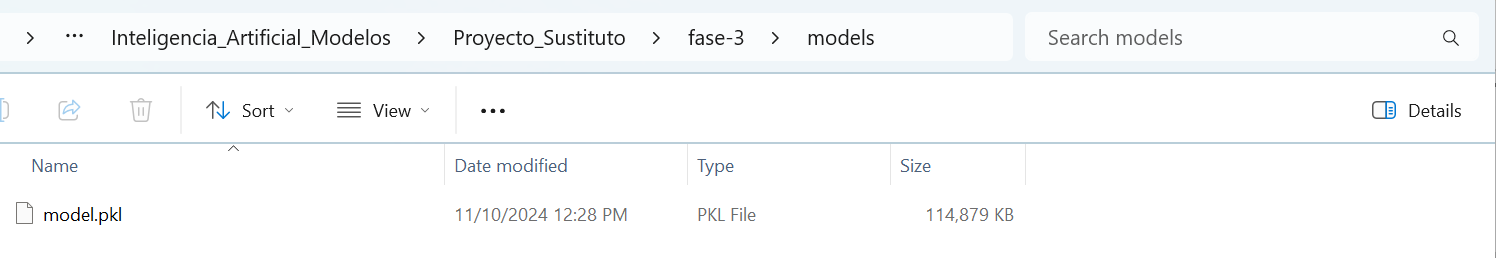 ... Inteligencia_Artificial_Modelos > Proyecto_Sustituto > fase-3 > models Search models
Sort View ... Details
Name Date modified Type Size
model.pkl 11/10/2024 12:28 PM PKL File 114,879 KB